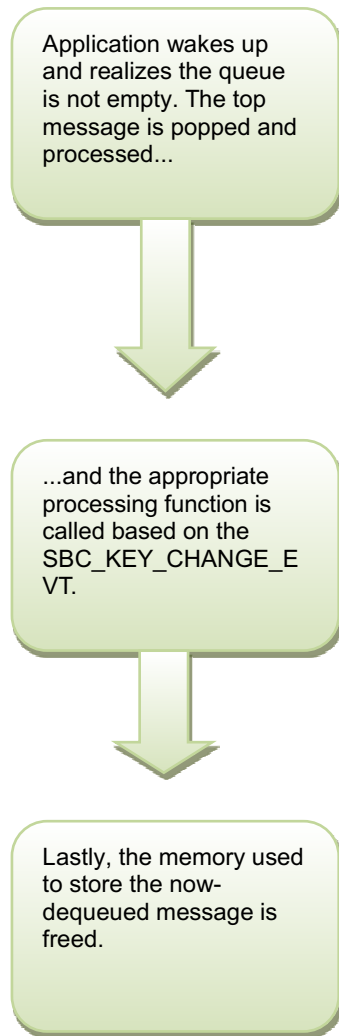 Application wakes up
and realizes the queue
is not empty. The top
message is popped and
processed...
...and the appropriate
processing function is
called based on the
SBC_KEY_CHANGE_E
VT.
Lastly, the memory used
to store the now-
dequeued message is
freed.